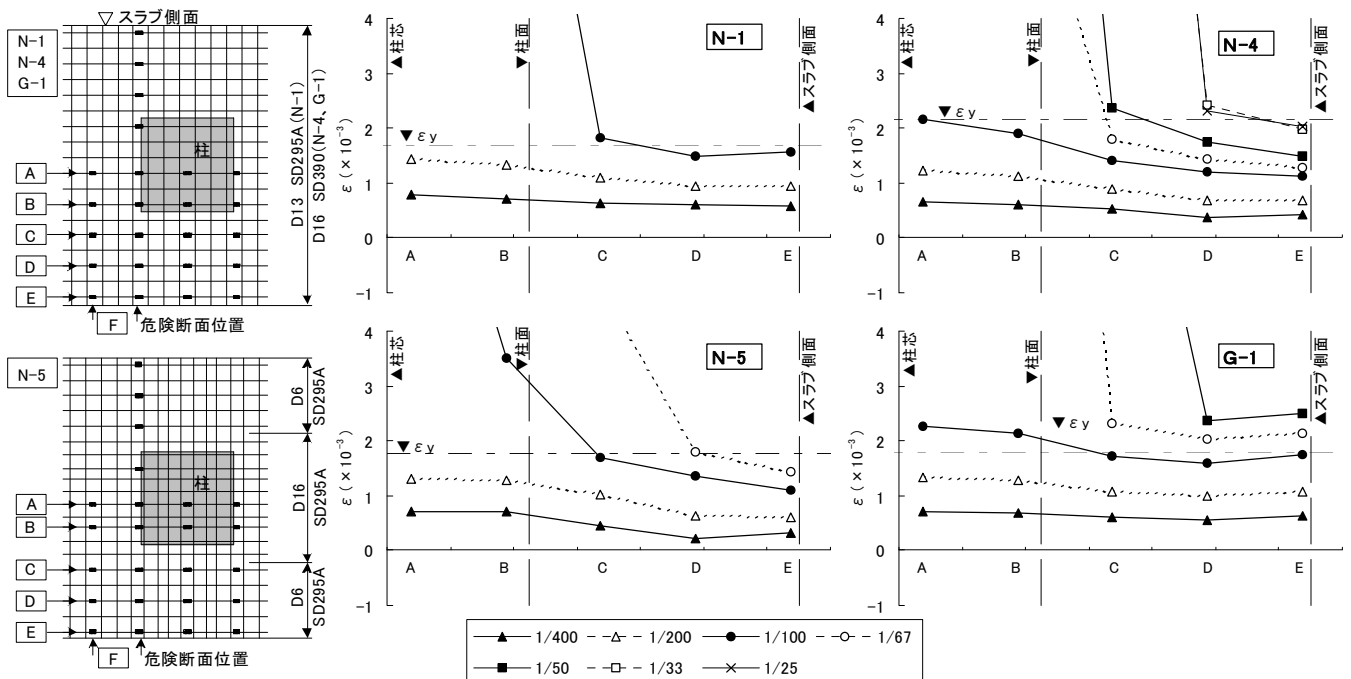 ▽ スラブ側面
N-1
N-4
G-1
柱
A
B
C
D
E
F
危険断面位置
D13 SD295A(N-1)
D16 SD390(N-4、G-1)
N-5
柱
A
B
C
D
E
F
危険断面位置
D6
SD295A
D16
SD295A
D6
SD295A
N-1
ε (×10⁻³)
4
3
2
1
0
-1
▲柱芯
▼柱面
▲スラブ側面
▼ εy
A B C D E
N-4
ε (×10⁻³)
4
3
2
1
0
-1
▲柱芯
▼柱面
▲スラブ側面
▼ εy
A B C D E
N-5
ε (×10⁻³)
4
3
2
1
0
-1
▲柱芯
▼柱面
▲スラブ側面
▼ εy
A B C D E
G-1
ε (×10⁻³)
4
3
2
1
0
-1
▲柱芯
▼柱面
▲スラブ側面
▼ εy
A B C D E
1/400 1/200 1/100 1/67
1/50 1/33 1/25